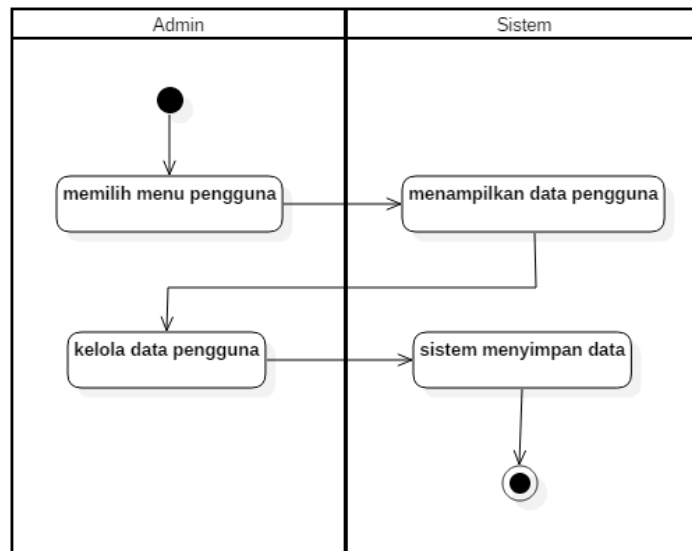 Admin
Sistem
memilih menu pengguna
menampilkan data pengguna
kelola data pengguna
sistem menyimpan data